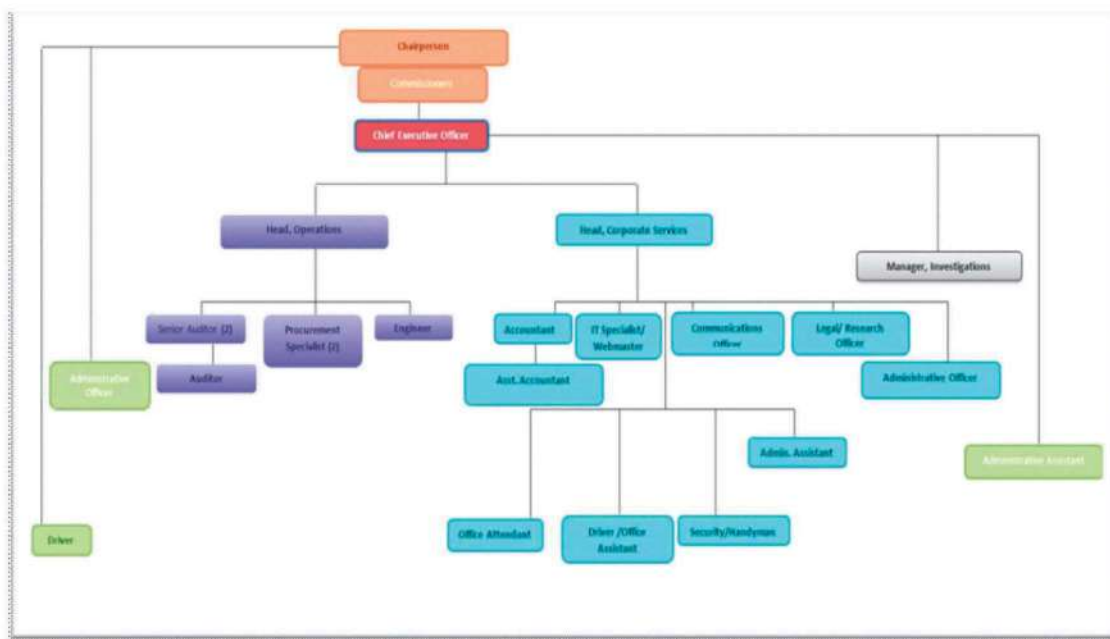 Chairperson
Commissioners
Chief Executive Officer
Head, Operations
Head, Corporate Services
Manager, Investigations
Senior Auditor (2)
Procurement
Specialist (2)
Engineer
Accountant
IT Specialist/
Webmaster
Communications
Officer
Legal/ Research
Officer
Administrative
Officer
Auditor
Asst. Accountant
Administrative Officer
Admin. Assistant
Administrative Assistant
Driver
Office Attendant
Driver /Office
Assistant
Security/Handyman